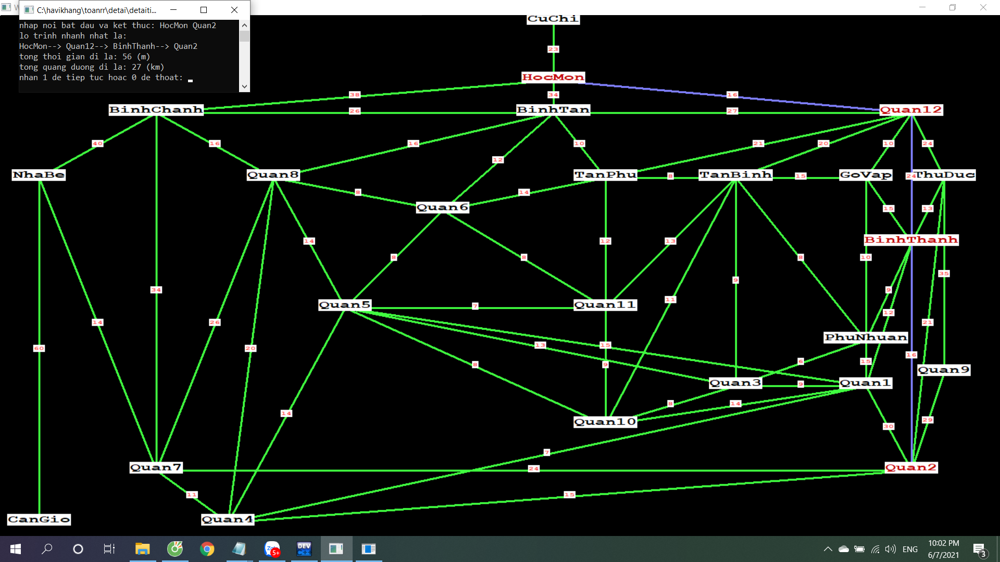 C:\havikhang\toanrr\detai\detaiti...
nhap noi bat dau va ket thuc: HocMon Quan2
lo trinh nhanh nhat la:
HocMon--> Quan12--> BinhThanh--> Quan2
tong thoi gian di la: 56 (m)
tong quang duong di la: 27 (km)
nhan 1 de tiep tuc hoac 0 de thoat:
CuChi
23
HocMon
38 34 16
BinhChanh BinhTan Quan12
26 27
40 16 16 10 21 20 10 24
12
NhaBe Quan8 TanPhu TanBinh GoVap ThuDuc
8 15 24
8 14
Quan6 15 13
14 12 13 BinhThanh
8 8 8 10
35
34 9 9
Quan5 7 Quan11 11
12
14 26 21
PhuNhuan
60 20 13 15
8 9 6 15 16
Quan9
Quan3 9 Quan1
8 14
14 Quan10 29
30
7
Quan7 24 Quan2
11 15
CanGio Quan4
5+
DEV
C++
ENG
10:02 PM
6/7/2021
3